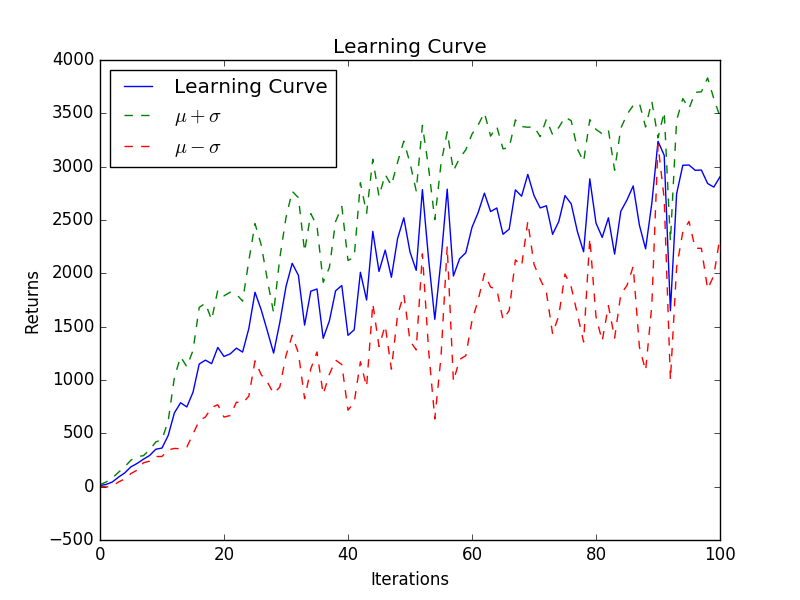 Learning Curve
4000
3500
3000
2500
2000
1500
1000
500
0
−500
Learning Curve
μ + σ
μ − σ
Returns
0 20 40 60 80 100
Iterations